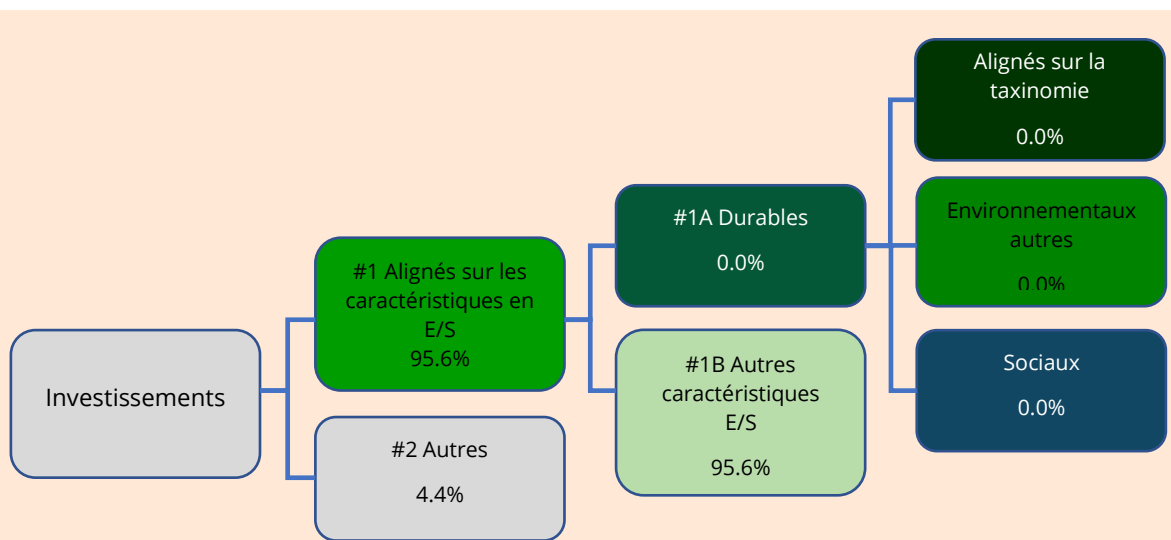 Investissements
#1 Alignés sur les
caractéristiques en
E/S
95.6%
#2 Autres
4.4%
#1A Durables
0.0%
#1B Autres
caractéristiques
E/S
95.6%
Alignés sur la
taxinomie
0.0%
Environnementaux
autres
0.0%
Sociaux
0.0%